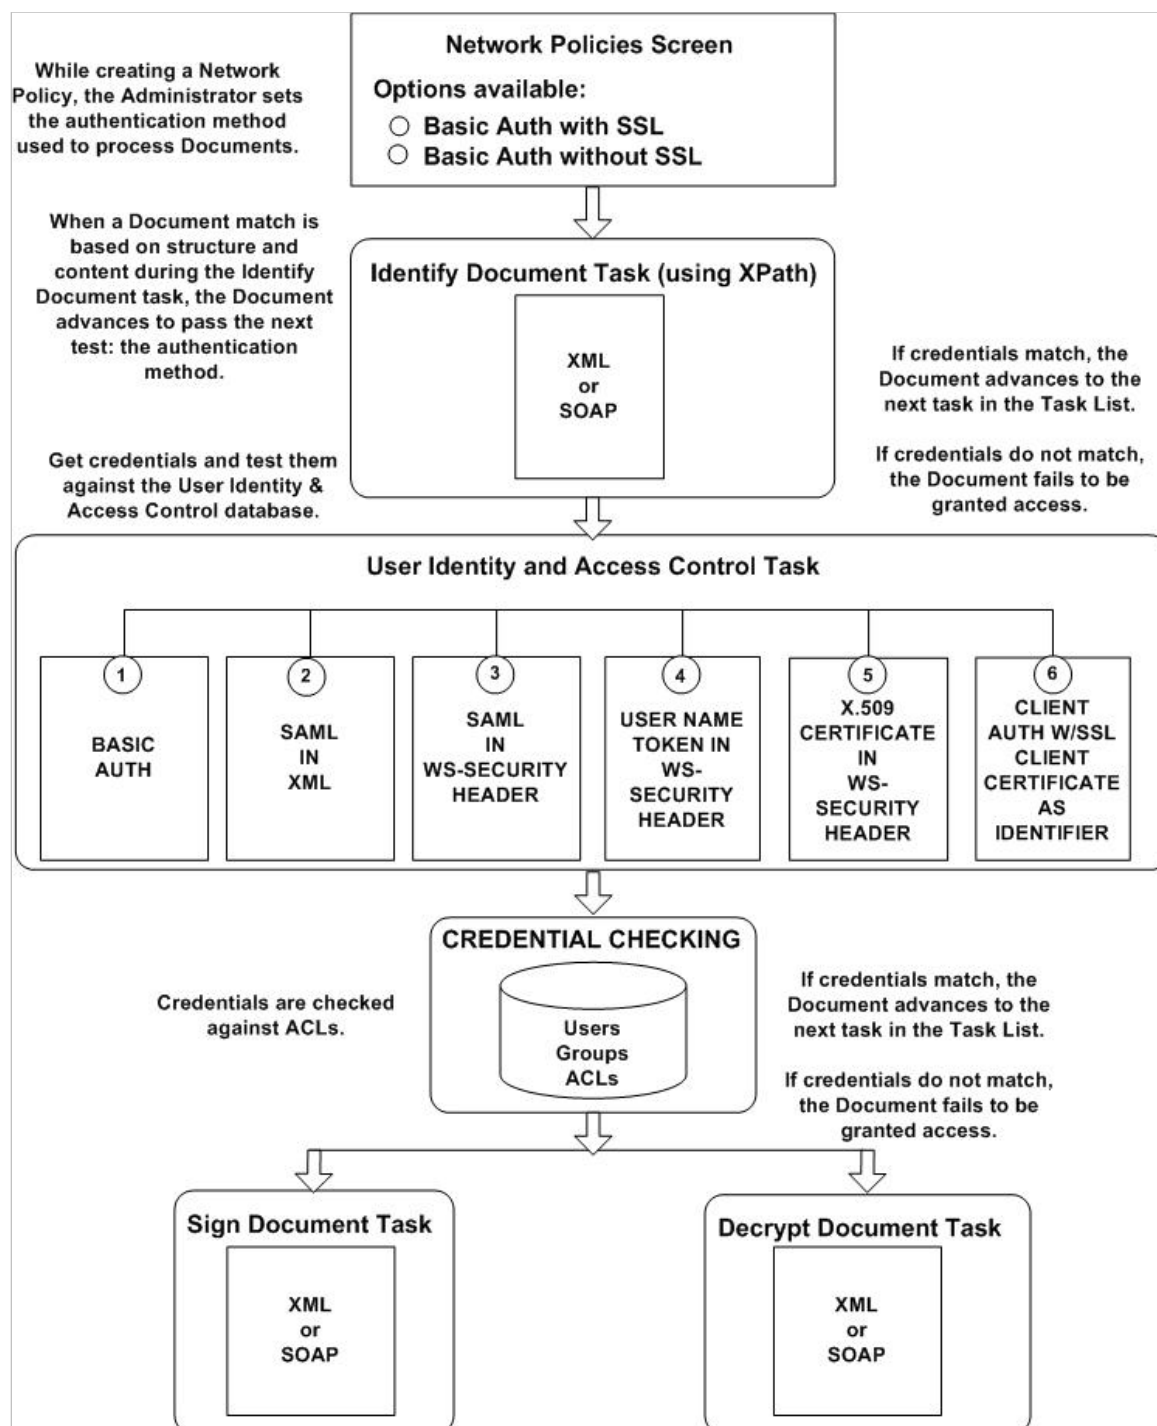 Network Policies Screen
Options available:
Basic Auth with SSL
Basic Auth without SSL
While creating a Network
Policy, the Administrator sets
the authentication method
used to process Documents.
When a Document match is
based on structure and
content during the Identify
Document task, the Document
advances to pass the next
test: the authentication
method.
Identify Document Task (using XPath)
XML
or
SOAP
If credentials match, the
Document advances to the
next task in the Task List.
If credentials do not match,
the Document fails to be
granted access.
Get credentials and test them
against the User Identity &
Access Control database.
User Identity and Access Control Task
1
BASIC
AUTH
2
SAML
IN
XML
3
SAML
IN
WS-SECURITY
HEADER
4
USER NAME
TOKEN IN
WS-
SECURITY
HEADER
5
X.509
CERTIFICATE
IN
WS-
SECURITY
HEADER
6
CLIENT
AUTH W/SSL
CLIENT
CERTIFICATE
AS
IDENTIFIER
CREDENTIAL CHECKING
Users
Groups
ACLs
Credentials are checked
against ACLs.
If credentials match, the
Document advances to the
next task in the Task List.
If credentials do not match,
the Document fails to be
granted access.
Sign Document Task
XML
or
SOAP
Decrypt Document Task
XML
or
SOAP